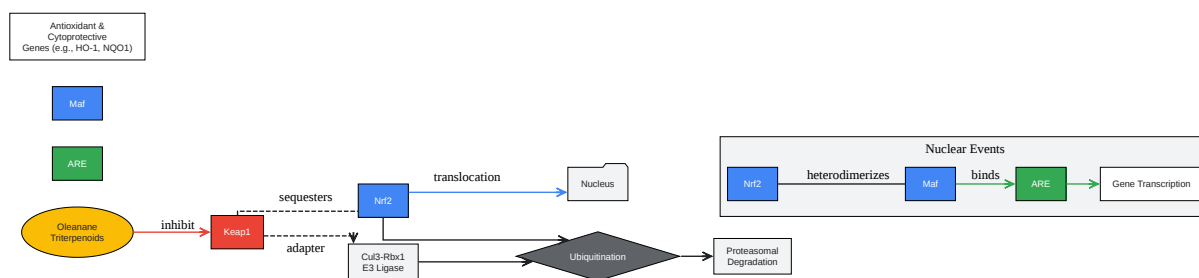 Antioxidant &
Cytoprotective
Genes (e.g., HO-1, NQO1)
Maf
ARE
Oleanane
Triterpenoids
inhibit
Keap1
sequesters
adapter
Nrf2
Cul3-Rbx1
E3 Ligase
translocation
Nucleus
Ubiquitination
Proteasomal
Degradation
Nuclear Events
Nrf2
heterodimerizes
Maf
binds
ARE
Gene Transcription